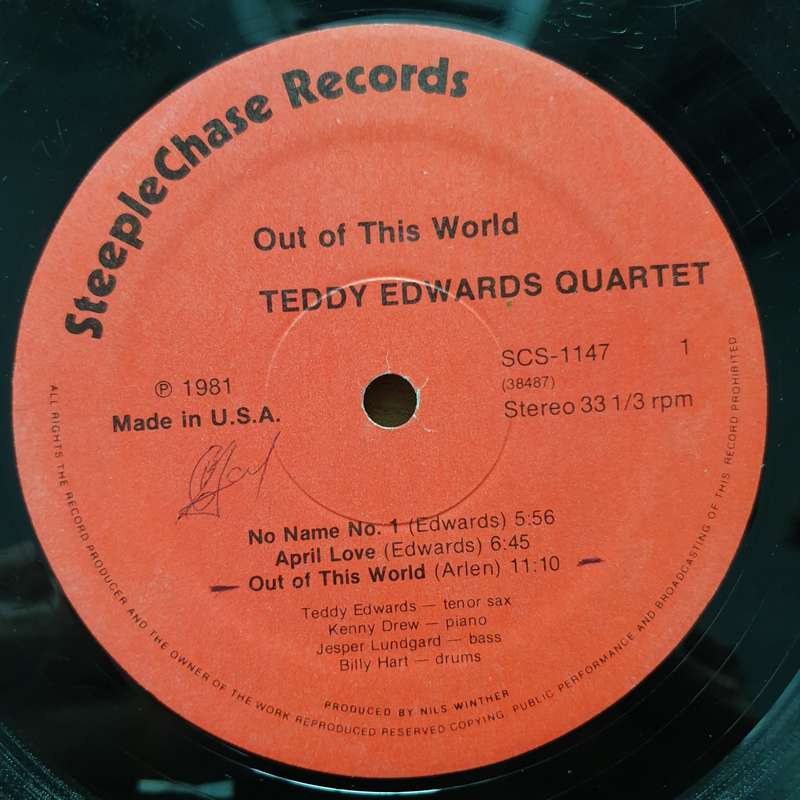 SteepleChase Records
Out of This World
TEDDY EDWARDS QUARTET
SCS-1147 1
(38487)
Stereo 33 1/3 rpm
℗ 1981
Made in U.S.A.
No Name No. 1 (Edwards) 5:56
April Love (Edwards) 6:45
Out of This World (Arlen) 11:10
Teddy Edwards — tenor sax
Kenny Drew — piano
Jesper Lundgard — bass
Billy Hart — drums
PRODUCED BY NILS WINTHER
ALL RIGHTS THE RECORD PRODUCER AND THE OWNER OF THE WORK REPRODUCED RESERVED COPYING, PUBLIC PERFORMANCE AND BROADCASTING OF THIS RECORD PROHIBITED